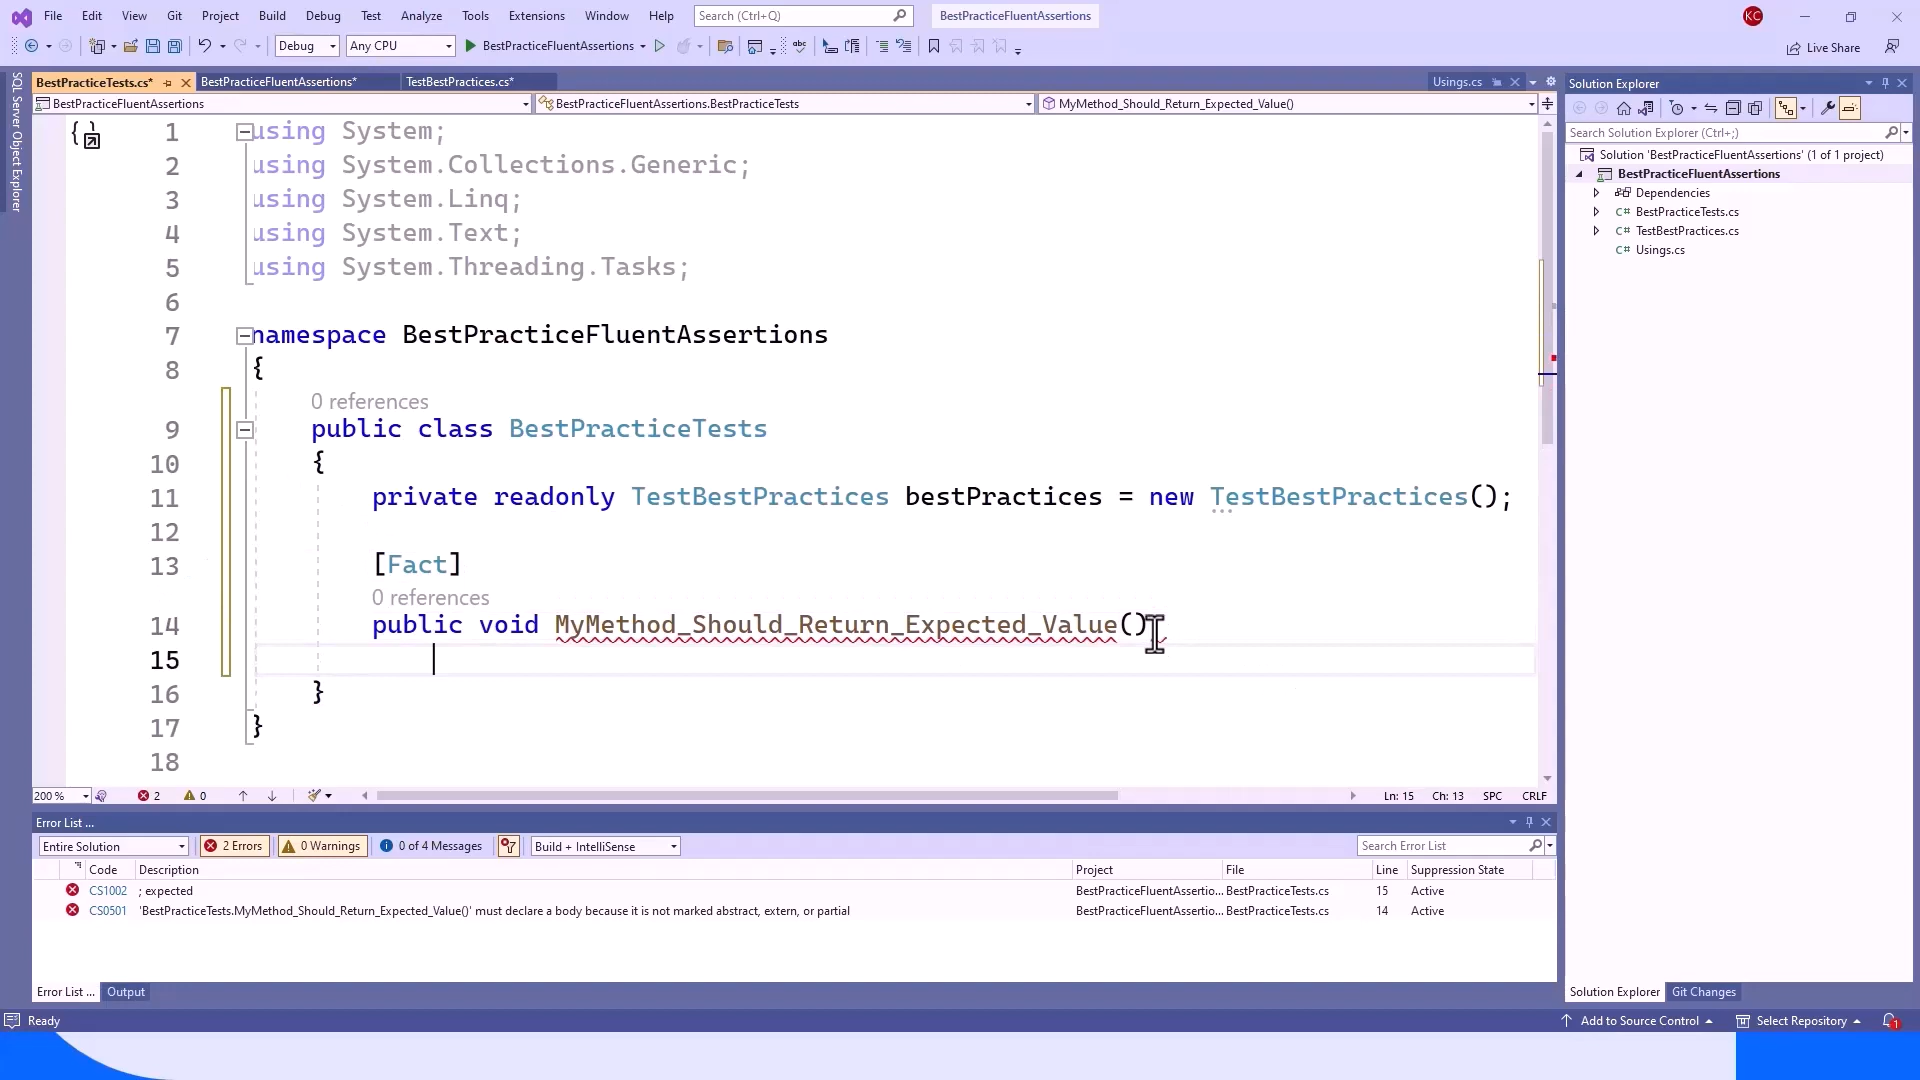 File Edit View Git Project Build Debug Test Analyze Tools Extensions Window Help Search (Ctrl+Q) BestPracticeFluentAssertions KC
Debug Any CPU BestPracticeFluentAssertions Live Share
SQL Server Object Explorer
BestPracticeTests.cs* BestPracticeFluentAssertions* TestBestPractices.cs* Usings.cs
BestPracticeFluentAssertions BestPracticeFluentAssertions.BestPracticeTests MyMethod_Should_Return_Expected_Value()
1 using System;
2 using System.Collections.Generic;
3 using System.Linq;
4 using System.Text;
5 using System.Threading.Tasks;
6
7 namespace BestPracticeFluentAssertions
8 {
0 references
9 public class BestPracticeTests
10 {
11 private readonly TestBestPractices bestPractices = new TestBestPractices();
12
13 [Fact]
0 references
14 public void MyMethod_Should_Return_Expected_Value()
15
16 }
17 }
18
200 % 2 0 Ln: 15 Ch: 13 SPC CRLF
Error List ...
Entire Solution 2 Errors 0 Warnings 0 of 4 Messages Build + IntelliSense Search Error List
Code Description Project File Line Suppression State
CS1002 ; expected BestPracticeFluentAssertio... BestPracticeTests.cs 15 Active
CS0501 'BestPracticeTests.MyMethod_Should_Return_Expected_Value()' must declare a body because it is not marked abstract, extern, or partial BestPracticeFluentAssertio... BestPracticeTests.cs 14 Active
Error List ... Output
Solution Explorer
Search Solution Explorer (Ctrl+;)
Solution 'BestPracticeFluentAssertions' (1 of 1 project)
BestPracticeFluentAssertions
Dependencies
C# BestPracticeTests.cs
C# TestBestPractices.cs
C# Usings.cs
Solution Explorer Git Changes
Ready Add to Source Control Select Repository 1